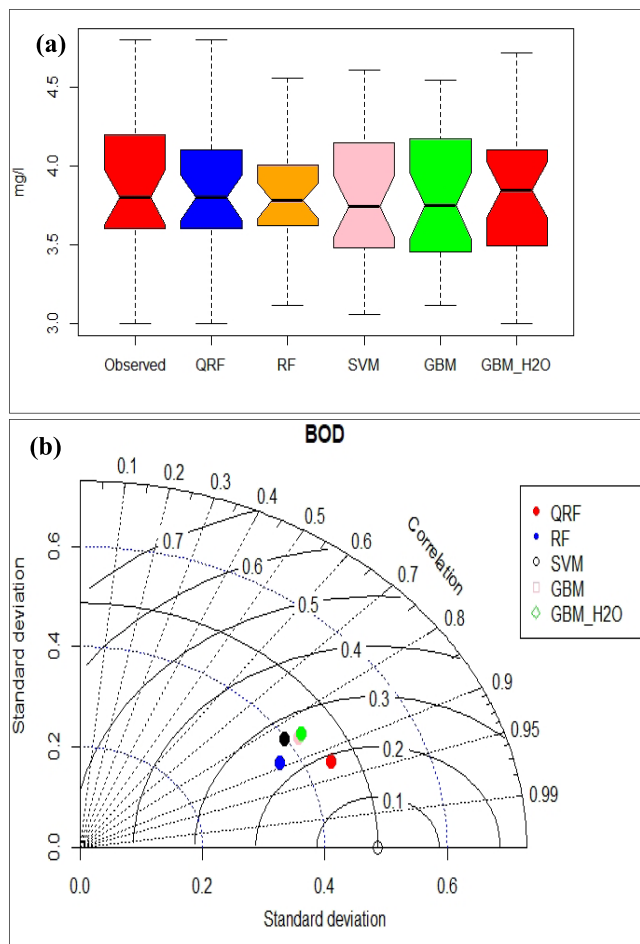 (a)
mg/l
4.5
4.0
3.5
3.0
Observed QRF RF SVM GBM GBM_H2O
(b)
BOD
0.1 0.2 0.3 0.4 0.5 0.6 0.7 0.8 0.9 0.95 0.99
Correlation
QRF
RF
SVM
GBM
GBM_H2O
0.7 0.6 0.5 0.4 0.3 0.2 0.1
Standard deviation
0.6
0.4
0.2
0.0
0.0 0.2 0.4 0.6
Standard deviation